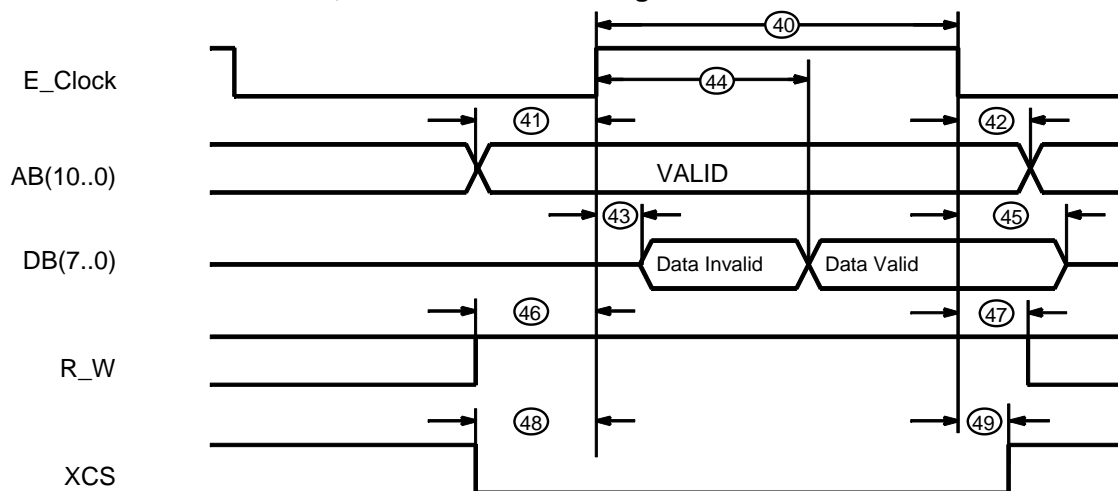 40
E_Clock
44
41
42
AB(10..0)
VALID
43
45
DB(7..0)
Data Invalid
Data Valid
46
47
R_W
48
49
XCS